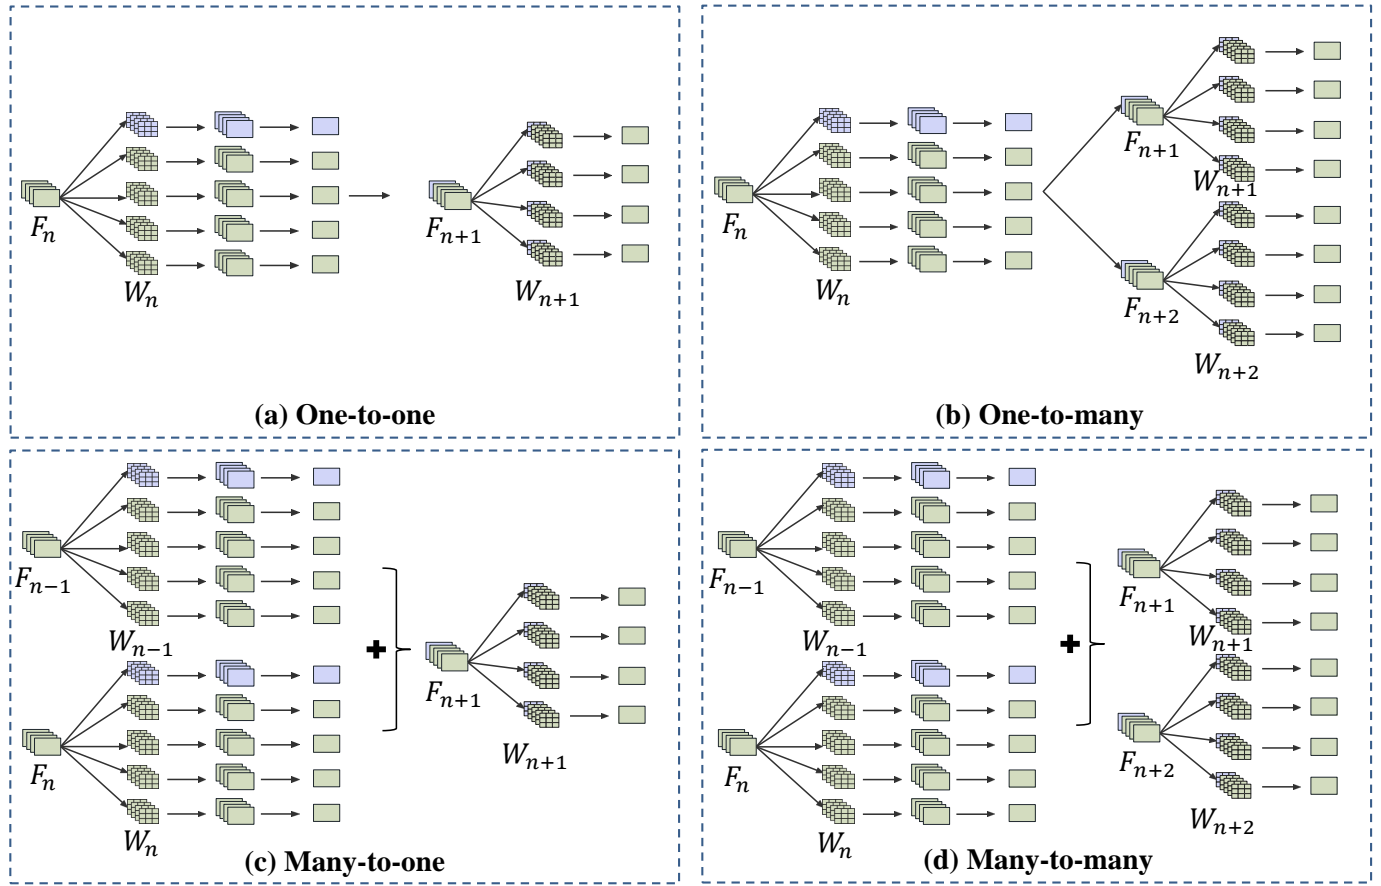 F_n
W_n
F_{n+1}
W_{n+1}
(a) One-to-one
F_n
W_n
F_{n+1}
W_{n+1}
F_{n+2}
W_{n+2}
(b) One-to-many
F_{n-1}
W_{n-1}
F_n
W_n
+
F_{n+1}
W_{n+1}
(c) Many-to-one
F_{n-1}
W_{n-1}
F_n
W_n
+
F_{n+1}
W_{n+1}
F_{n+2}
W_{n+2}
(d) Many-to-many